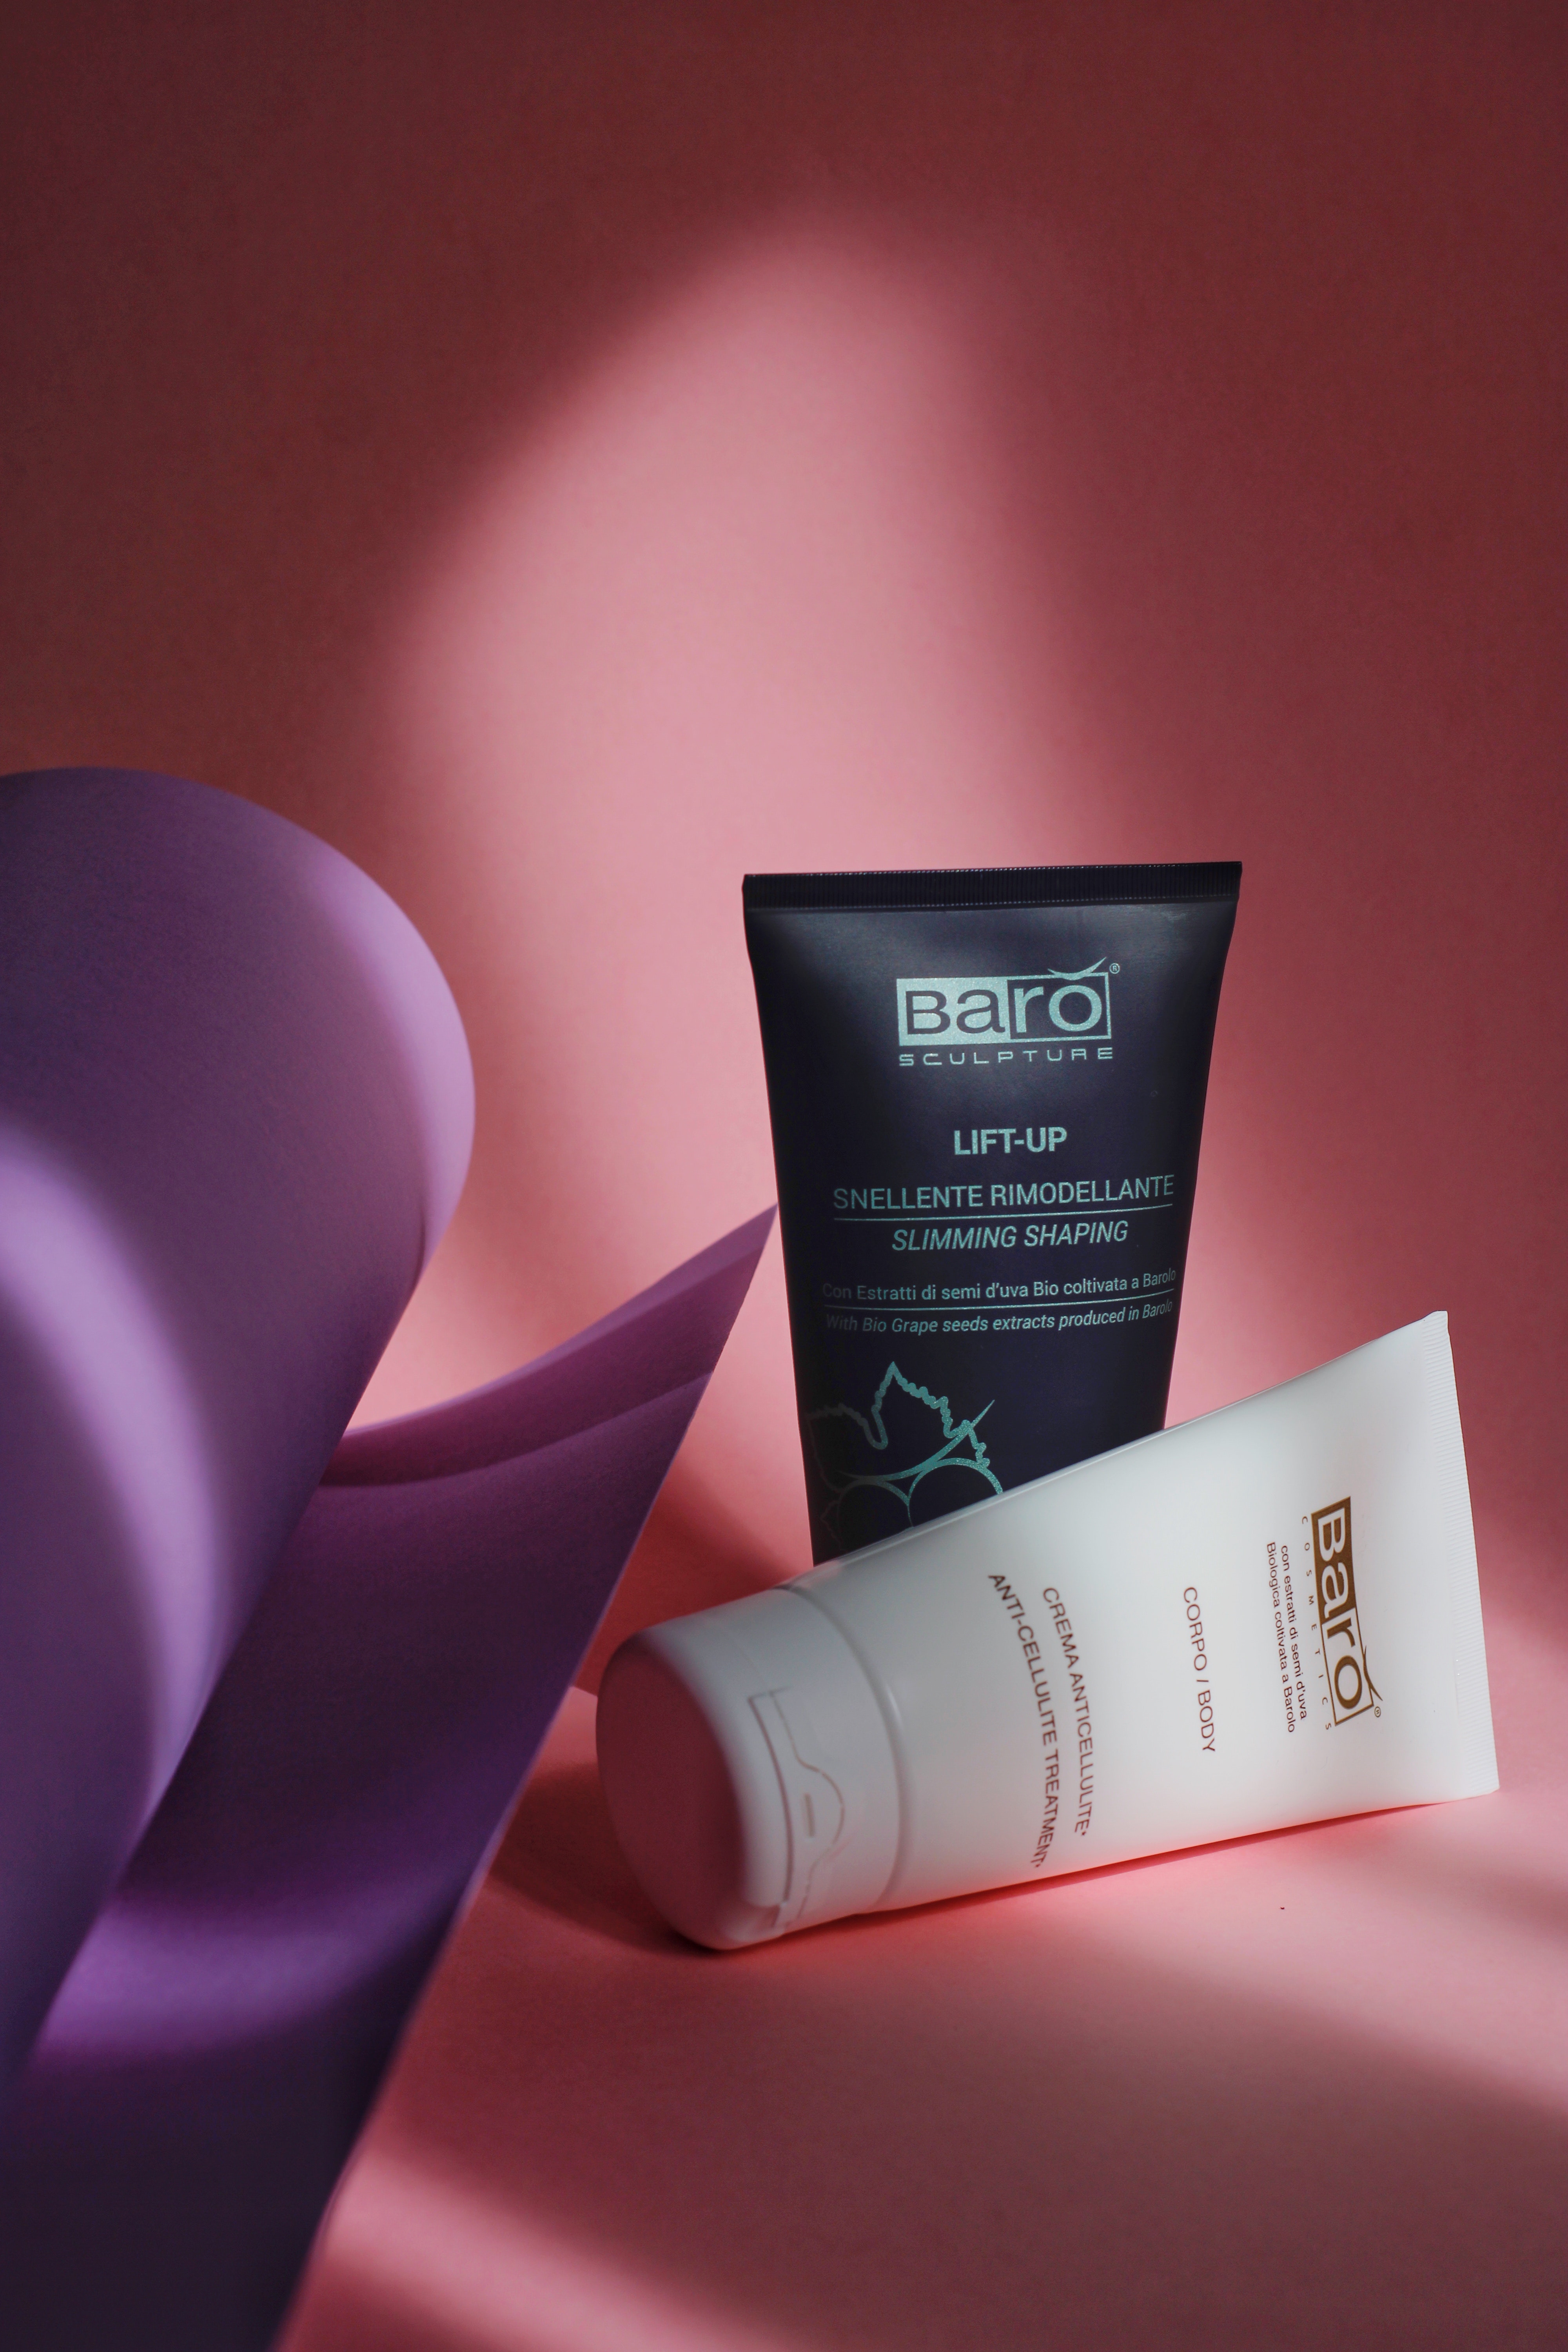 Barò®
SCULPTURE
LIFT-UP
SNELLENTE RIMODELLANTE
SLIMMING SHAPING
Con Estratti di semi d'uva Bio coltivata a Barolo
With Bio Grape seeds extracts produced in Barolo
Barò®
COSMETICS
con estratti di semi d'uva
Biologica coltivata a Barolo
CORPO / BODY
CREMA ANTICELLULITE*
ANTI-CELLULITE TREATMENT*